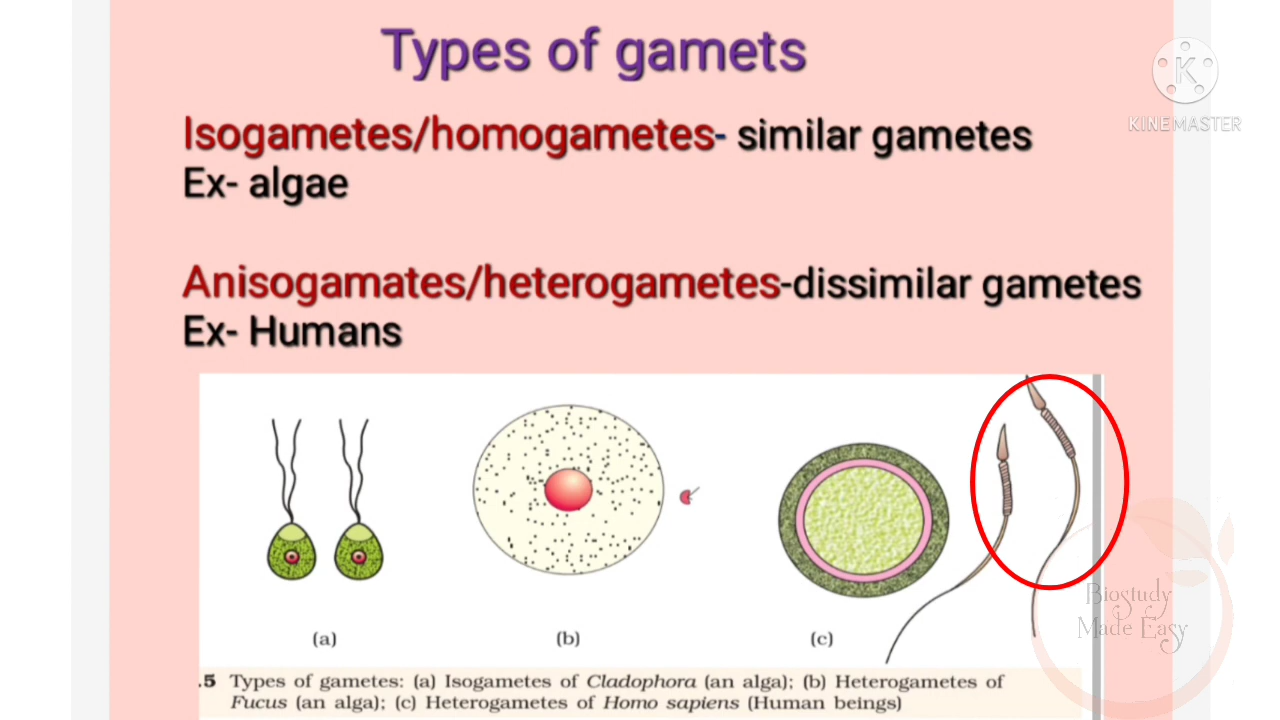 Types of gamets
KINEMASTER
Isogametes/homogametes- similar gametes
Ex- algae
Anisogamates/heterogametes-dissimilar gametes
Ex- Humans
(a) (b) (c)
Biostudy
Made Easy
.5 Types of gametes: (a) Isogametes of Cladophora (an alga); (b) Heterogametes of
Fucus (an alga); (c) Heterogametes of Homo sapiens (Human beings)